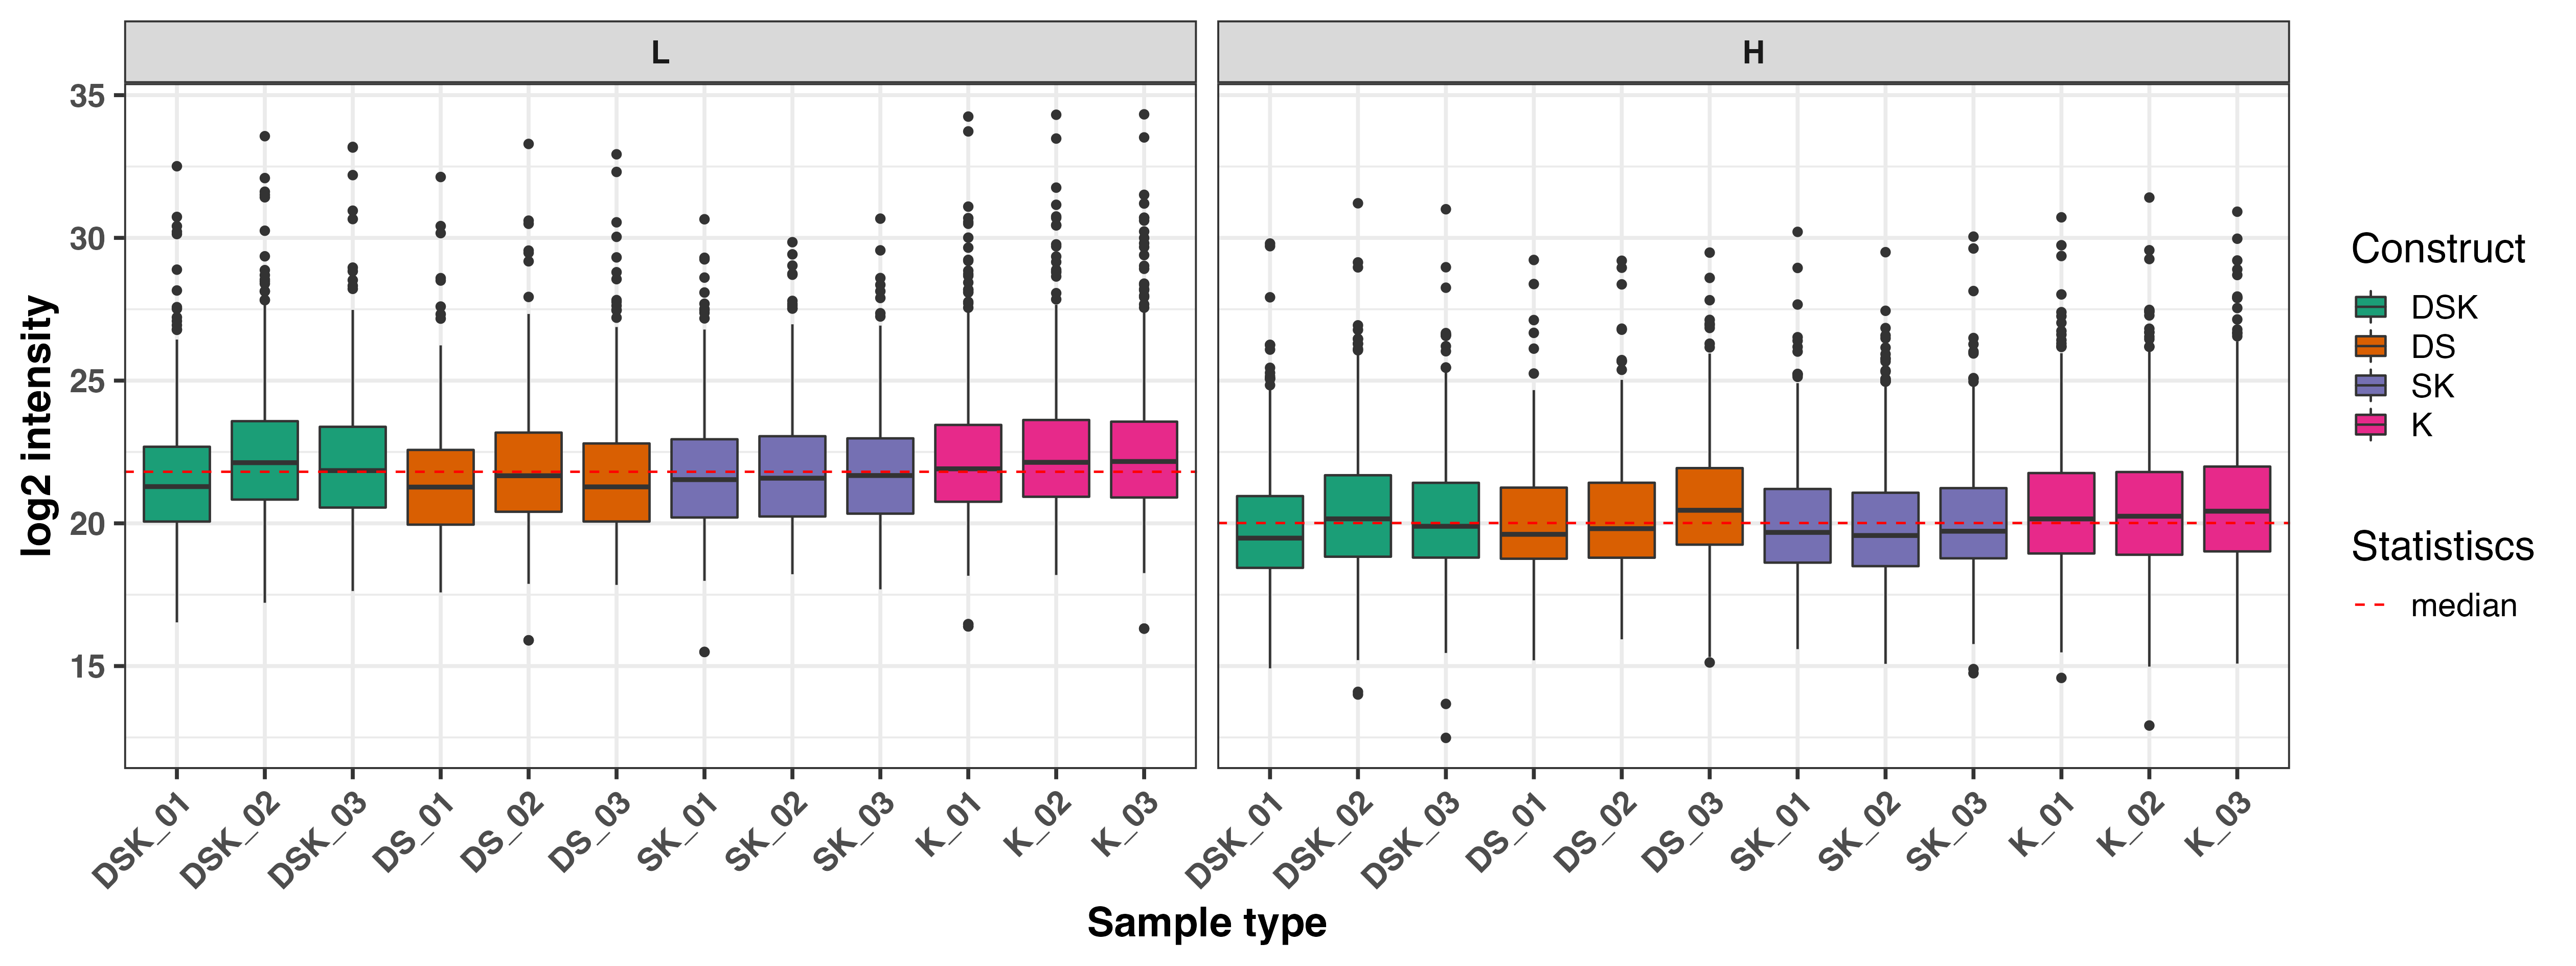 L
H
35
30
25
20
15
log2 intensity
DSK_01
DSK_02
DSK_03
DS_01
DS_02
DS_03
SK_01
SK_02
SK_03
K_01
K_02
K_03
DSK_01
DSK_02
DSK_03
DS_01
DS_02
DS_03
SK_01
SK_02
SK_03
K_01
K_02
K_03
Sample type
Construct
DSK
DS
SK
K
Statistiscs
median